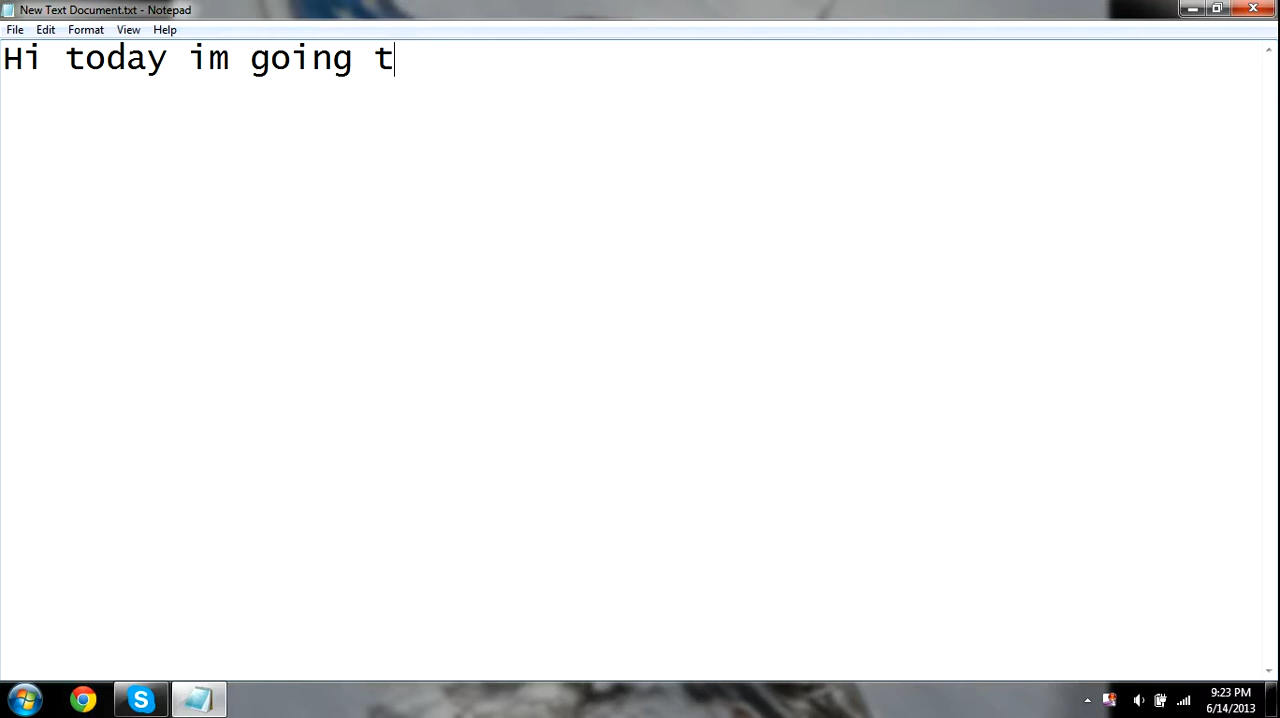 New Text Document.txt - Notepad
File Edit Format View Help
Hi today im going t
9:23 PM
6/14/2013